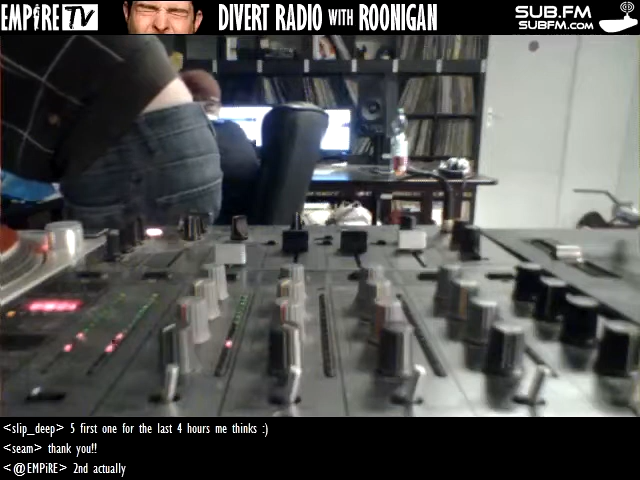 EMPiRE TV
DIVERT RADIO WITH ROONIGAN
SUB.FM
SUBFM.COM
<slip_deep> 5 first one for the last 4 hours me thinks :)
<seam> thank you!!
<@EMPiRE> 2nd actually